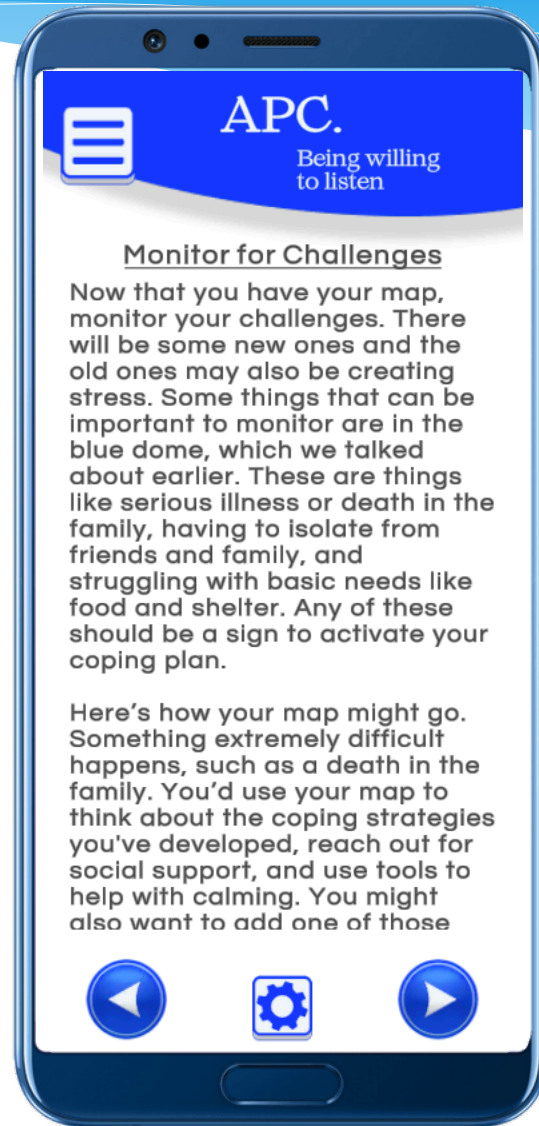 APC.
Being willing
to listen
Monitor for Challenges
Now that you have your map,
monitor your challenges. There
will be some new ones and the
old ones may also be creating
stress. Some things that can be
important to monitor are in the
blue dome, which we talked
about earlier. These are things
like serious illness or death in the
family, having to isolate from
friends and family, and
struggling with basic needs like
food and shelter. Any of these
should be a sign to activate your
coping plan.
Here’s how your map might go.
Something extremely difficult
happens, such as a death in the
family. You’d use your map to
think about the coping strategies
you've developed, reach out for
social support, and use tools to
help with calming. You might
also want to add one of those